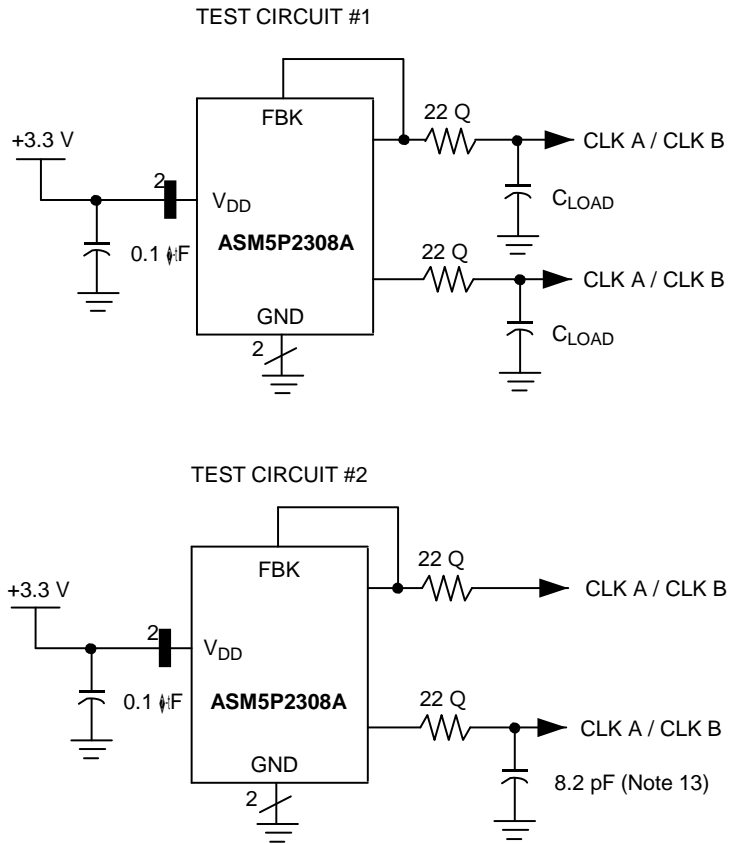 TEST CIRCUIT #1
FBK
22 Q
+3.3 V
CLK A / CLK B
2
VDD
CLOAD
0.1 F
ASM5P2308A
22 Q
CLK A / CLK B
GND
2
CLOAD
TEST CIRCUIT #2
FBK
22 Q
+3.3 V
CLK A / CLK B
2
VDD
0.1 F
ASM5P2308A
22 Q
CLK A / CLK B
GND
2
8.2 pF (Note 13)